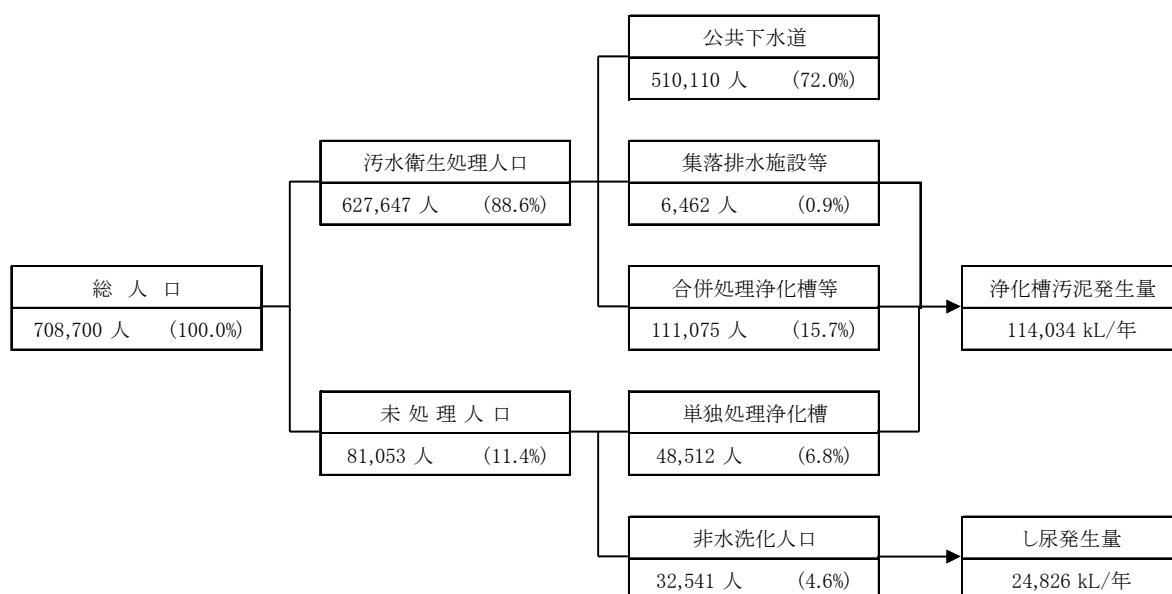 公共下水道
510,110 人 (72.0%)
汚水衛生処理人口
627,647 人 (88.6%)
集落排水施設等
6,462 人 (0.9%)
総 人 口
708,700 人 (100.0%)
合併処理浄化槽等
111,075 人 (15.7%)
浄化槽汚泥発生量
114,034 kL/年
未 処 理 人 口
81,053 人 (11.4%)
単独処理浄化槽
48,512 人 (6.8%)
非水洗化人口
32,541 人 (4.6%)
し尿発生量
24,826 kL/年